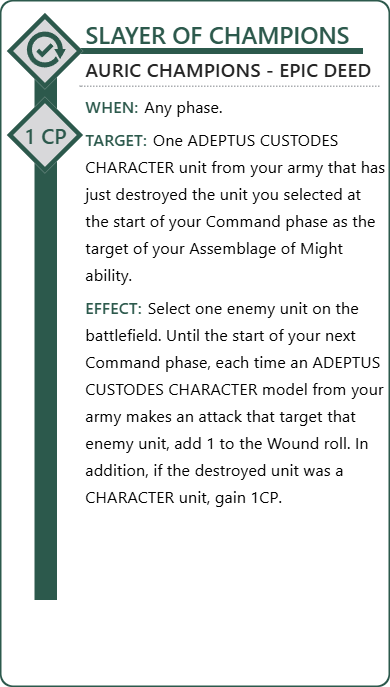 SLAYER OF CHAMPIONS
AURIC CHAMPIONS - EPIC DEED
WHEN: Any phase.
1 CP
TARGET: One ADEPTUS CUSTODES
CHARACTER unit from your army that has
just destroyed the unit you selected at
the start of your Command phase as the
target of your Assemblage of Might
ability.
EFFECT: Select one enemy unit on the
battlefield. Until the start of your next
Command phase, each time an ADEPTUS
CUSTODES CHARACTER model from your
army makes an attack that target that
enemy unit, add 1 to the Wound roll. In
addition, if the destroyed unit was a
CHARACTER unit, gain 1CP.